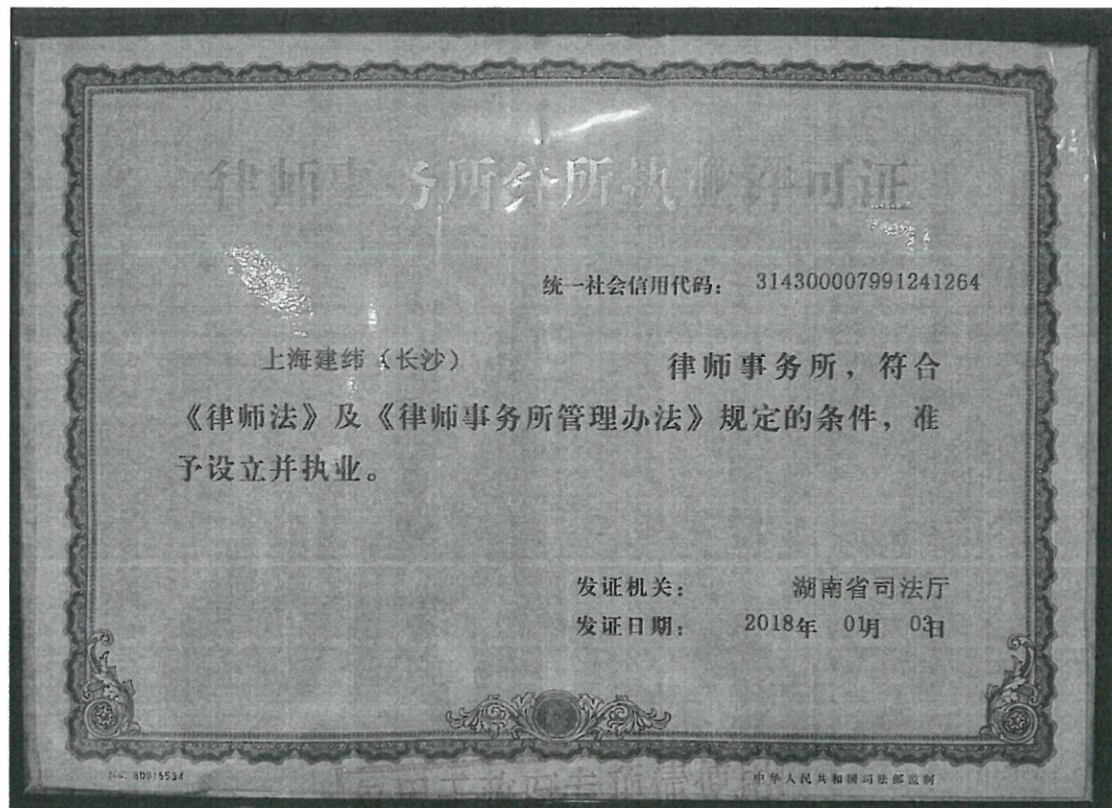 律师事务所分所执业许可证
统一社会信用代码： 314300007991241264
上海建纬（长沙） 律师事务所，符合
《律师法》及《律师事务所管理办法》规定的条件，准
予设立并执业。
发证机关： 湖南省司法厅
发证日期： 2018年 01月 03日
中华人民共和国司法部监制